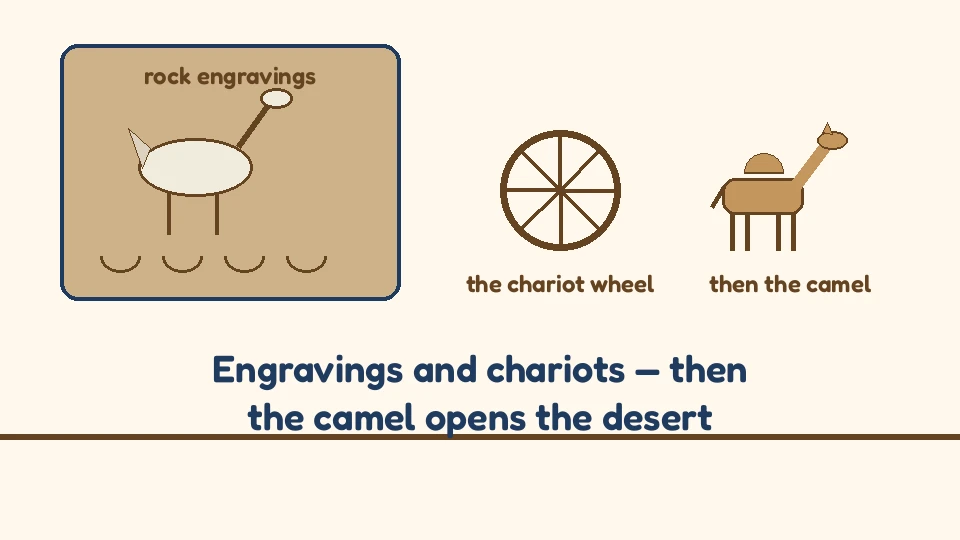 rock engravings
the chariot wheel
then the camel
Engravings and chariots — then
the camel opens the desert